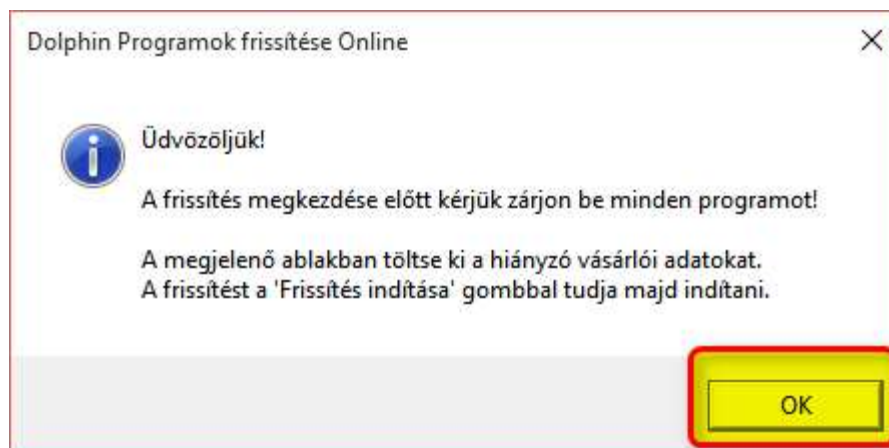 Dolphin Programok frissítése Online
Üdvözöljük!
A frissítés megkezdése előtt kérjük zárjon be minden programot!
A megjelenő ablakban töltse ki a hiányzó vásárlói adatokat.
A frissítést a 'Frissítés indítása' gombbal tudja majd indítani.
OK